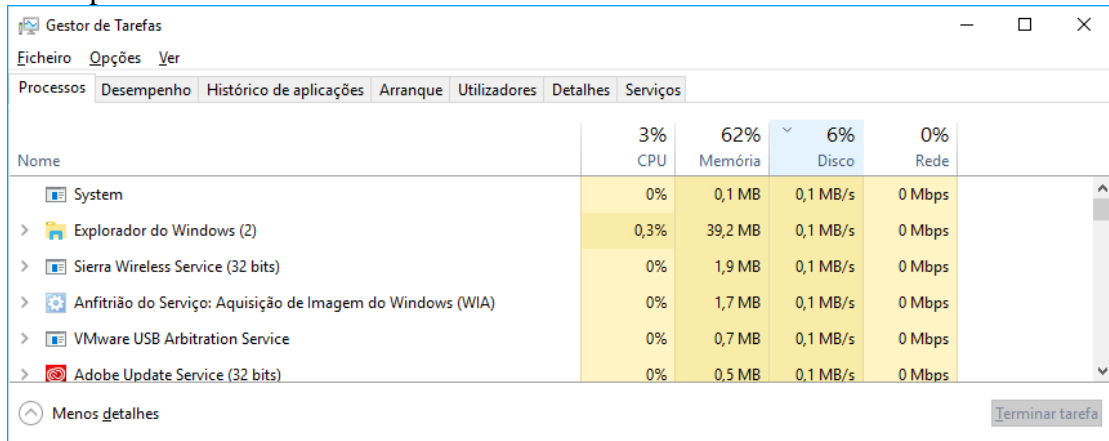 Gestor de Tarefas
Ficheiro Opções Ver
Processos Desempenho Histórico de aplicações Arranque Utilizadores Detalhes Serviços
3% 62% 6% 0%
Nome CPU Memória Disco Rede
System 0% 0,1 MB 0,1 MB/s 0 Mbps
Explorador do Windows (2) 0,3% 39,2 MB 0,1 MB/s 0 Mbps
Sierra Wireless Service (32 bits) 0% 1,9 MB 0,1 MB/s 0 Mbps
Anfitrião do Serviço: Aquisição de Imagem do Windows (WIA) 0% 1,7 MB 0,1 MB/s 0 Mbps
VMware USB Arbitration Service 0% 0,7 MB 0,1 MB/s 0 Mbps
Adobe Update Service (32 bits) 0% 0,5 MB 0,1 MB/s 0 Mbps
Menos detalhes Terminar tarefa